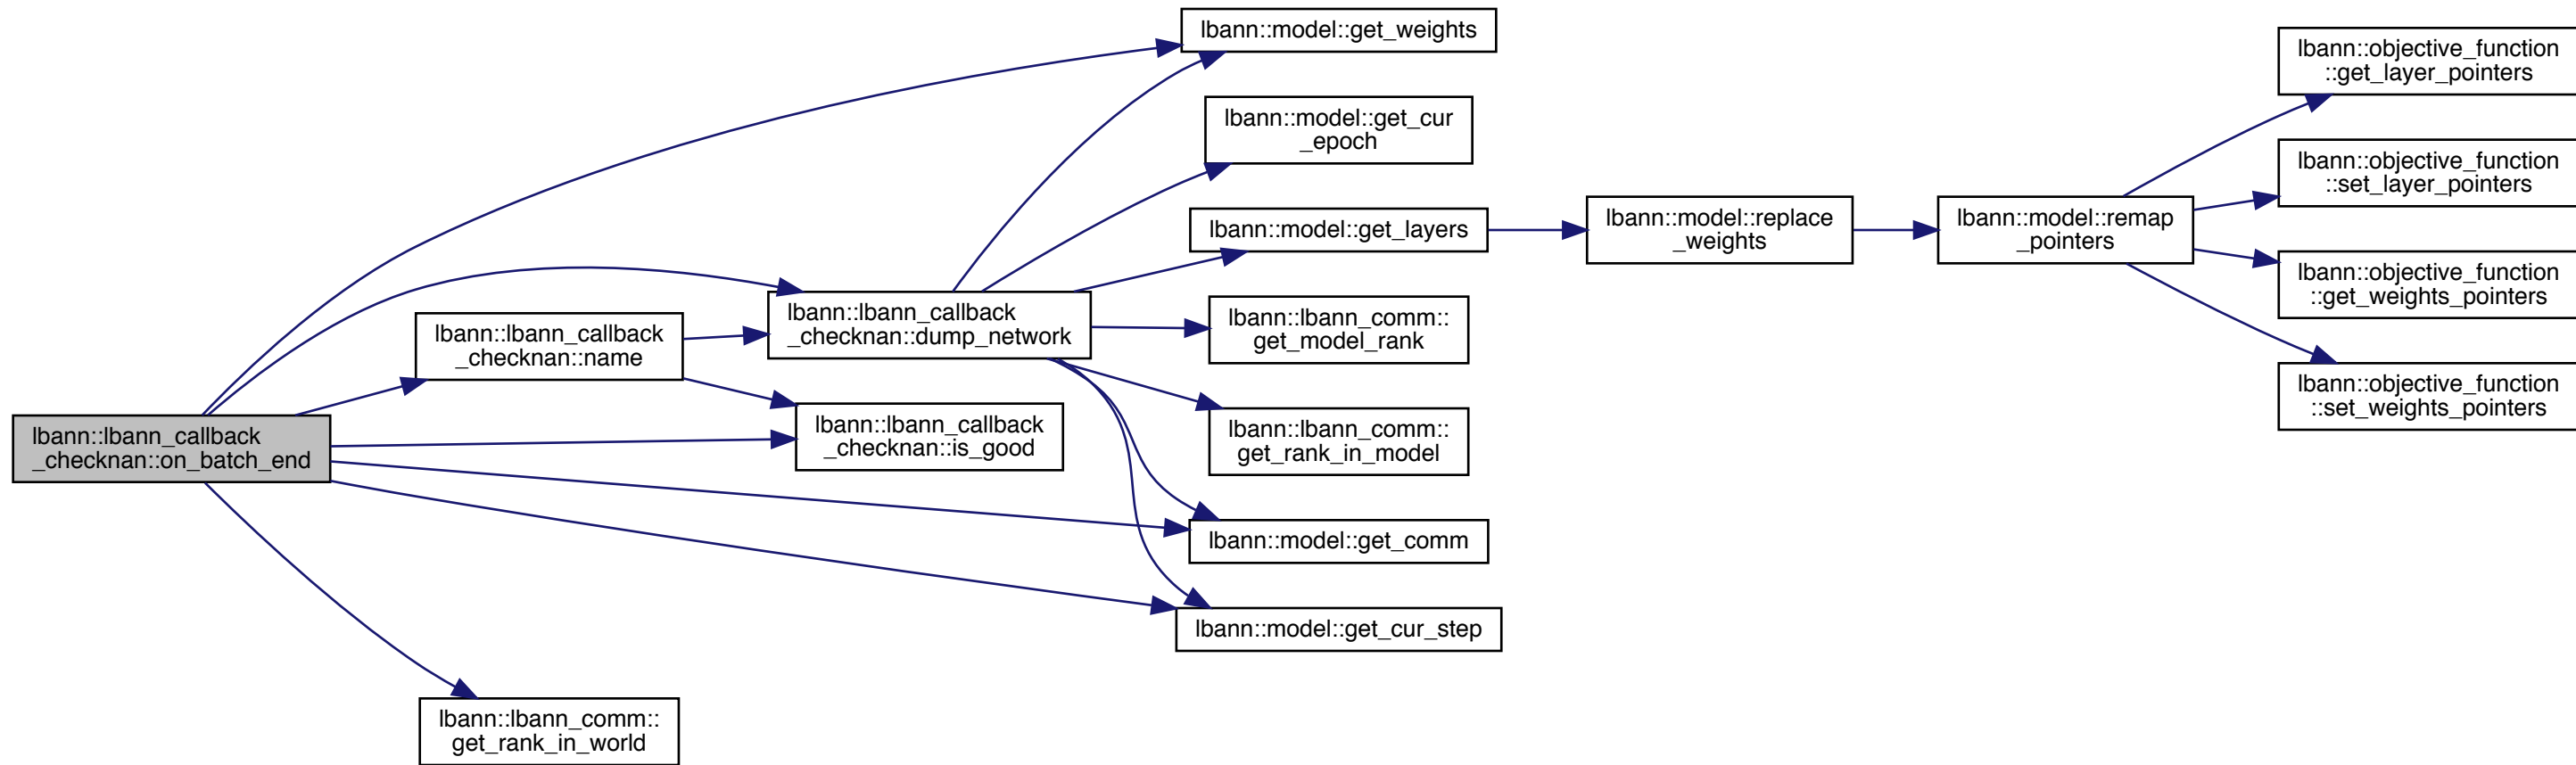 lbann::lbann_callback
_checknan::on_batch_end
lbann::lbann_callback
_checknan::name
lbann::lbann_comm::
get_rank_in_world
lbann::lbann_callback
_checknan::dump_network
lbann::lbann_callback
_checknan::is_good
lbann::model::get_weights
lbann::model::get_cur
_epoch
lbann::model::get_layers
lbann::lbann_comm::
get_model_rank
lbann::lbann_comm::
get_rank_in_model
lbann::model::get_comm
lbann::model::get_cur_step
lbann::model::replace
_weights
lbann::model::remap
_pointers
lbann::objective_function
::get_layer_pointers
lbann::objective_function
::set_layer_pointers
lbann::objective_function
::get_weights_pointers
lbann::objective_function
::set_weights_pointers